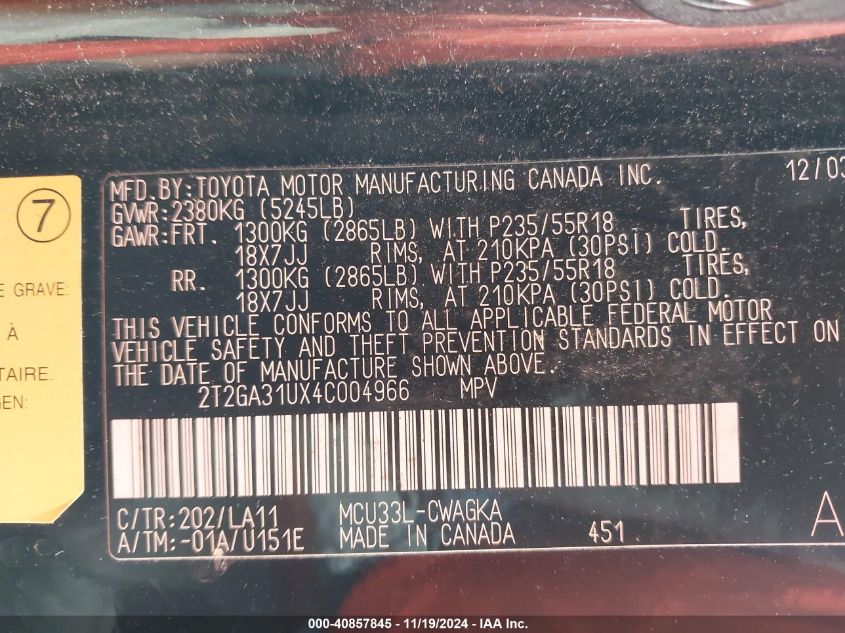 MFD. BY: TOYOTA MOTOR MANUFACTURING CANADA INC. 12/03
GVWR: 2380KG (5245LB)
GAWR: FRT. 1300KG (2865LB) WITH P235/55R18 TIRES,
18X7JJ RIMS, AT 210KPA (30PSI) COLD.
RR. 1300KG (2865LB) WITH P235/55R18 TIRES,
18X7JJ RIMS, AT 210KPA (30PSI) COLD.
THIS VEHICLE CONFORMS TO ALL APPLICABLE FEDERAL MOTOR
VEHICLE SAFETY AND THEFT PREVENTION STANDARDS IN EFFECT ON
THE DATE OF MANUFACTURE SHOWN ABOVE.
2T2GA31UX4C004966 MPV
C/TR: 202/LA11 MCU33L-CWAGKA A
A/TM: -01A/U151E MADE IN CANADA 451
7
E GRAVE
À
TAIRE.
GEN:
000-40857845 - 11/19/2024 - IAA Inc.